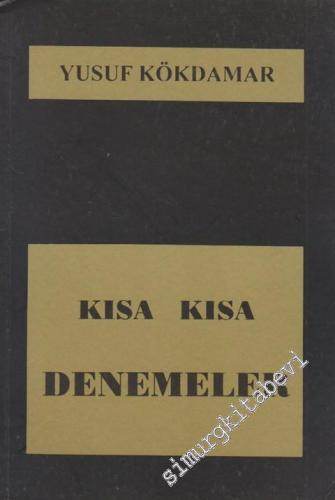 YUSUF KÖKDAMAR
KISA KISA
DENEMELER
simurgkitabevi